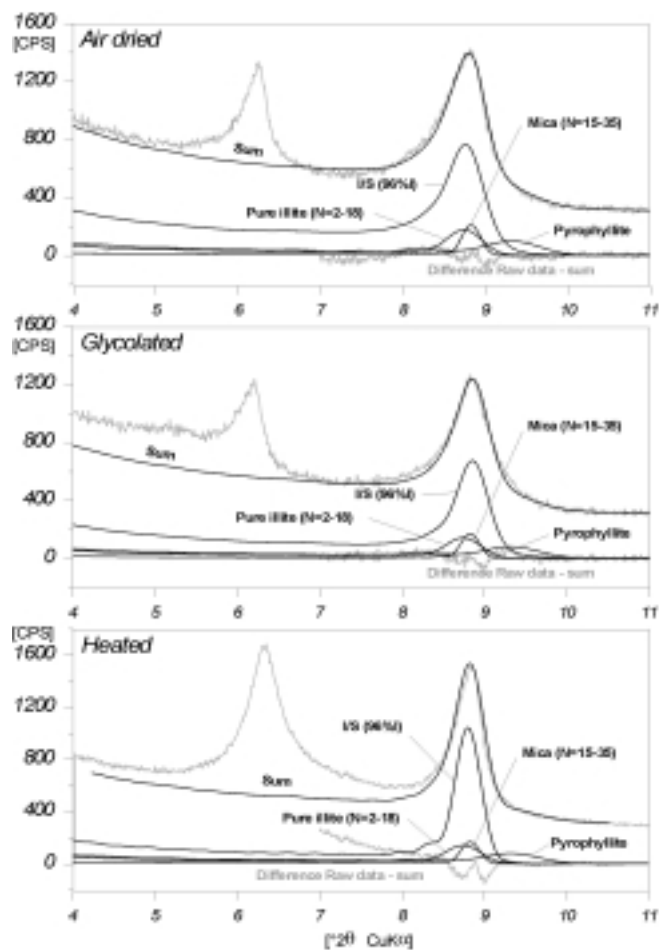 1600
[CPS]
Air dried
1200
Mica (N=15-35)
800
Sum
I/S (96%I)
400
Pure illite (N=2-18)
Pyrophyllite
0
Difference Raw data - sum
4 5 6 7 8 9 10 11
1600
[CPS]
Glycolated
1200
Mica (N=15-35)
800
Sum
I/S (96%I)
400
Pure illite (N=2-18)
Pyrophyllite
0
Difference Raw data - sum
4 5 6 7 8 9 10 11
[CPS]
1600
Heated
1200
I/S (96%I)
Mica (N=15-35)
800
Sum
400
Pure illite (N=2-18)
Pyrophyllite
0
Difference Raw data - sum
4 5 6 7 8 9 10 11
[°2θ CuKα]